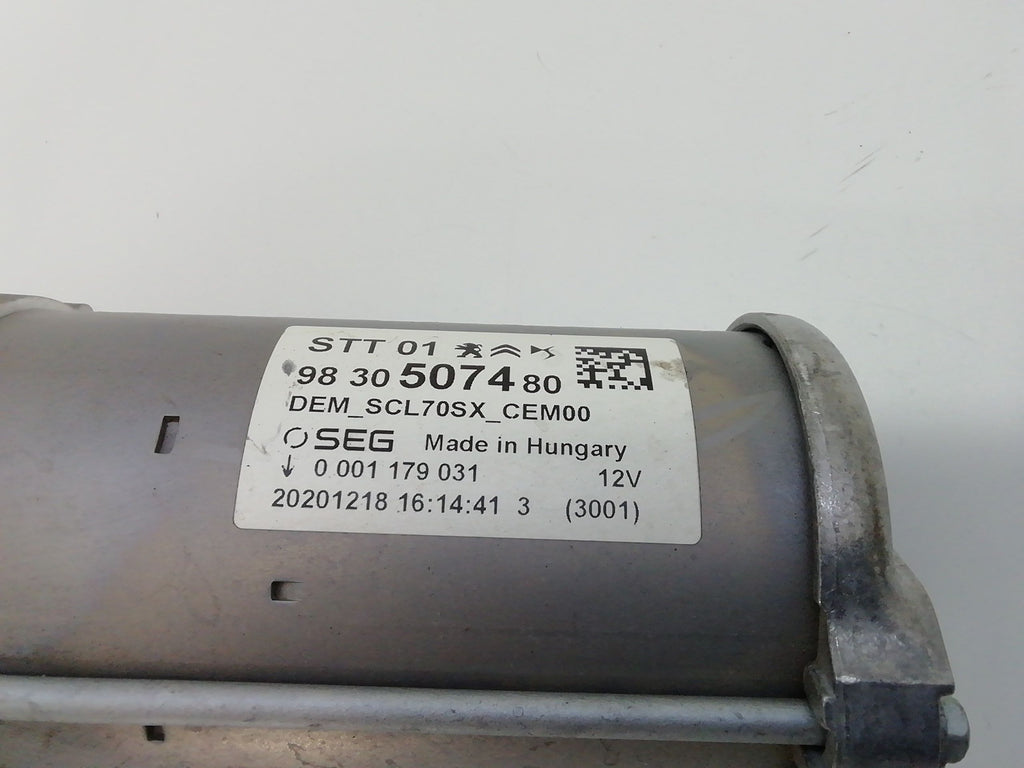 STT 01
98 30 5074 80
DEM_SCL70SX_CEM00
SEG Made in Hungary
0 001 179 031 12V
20201218 16:14:41 3 (3001)